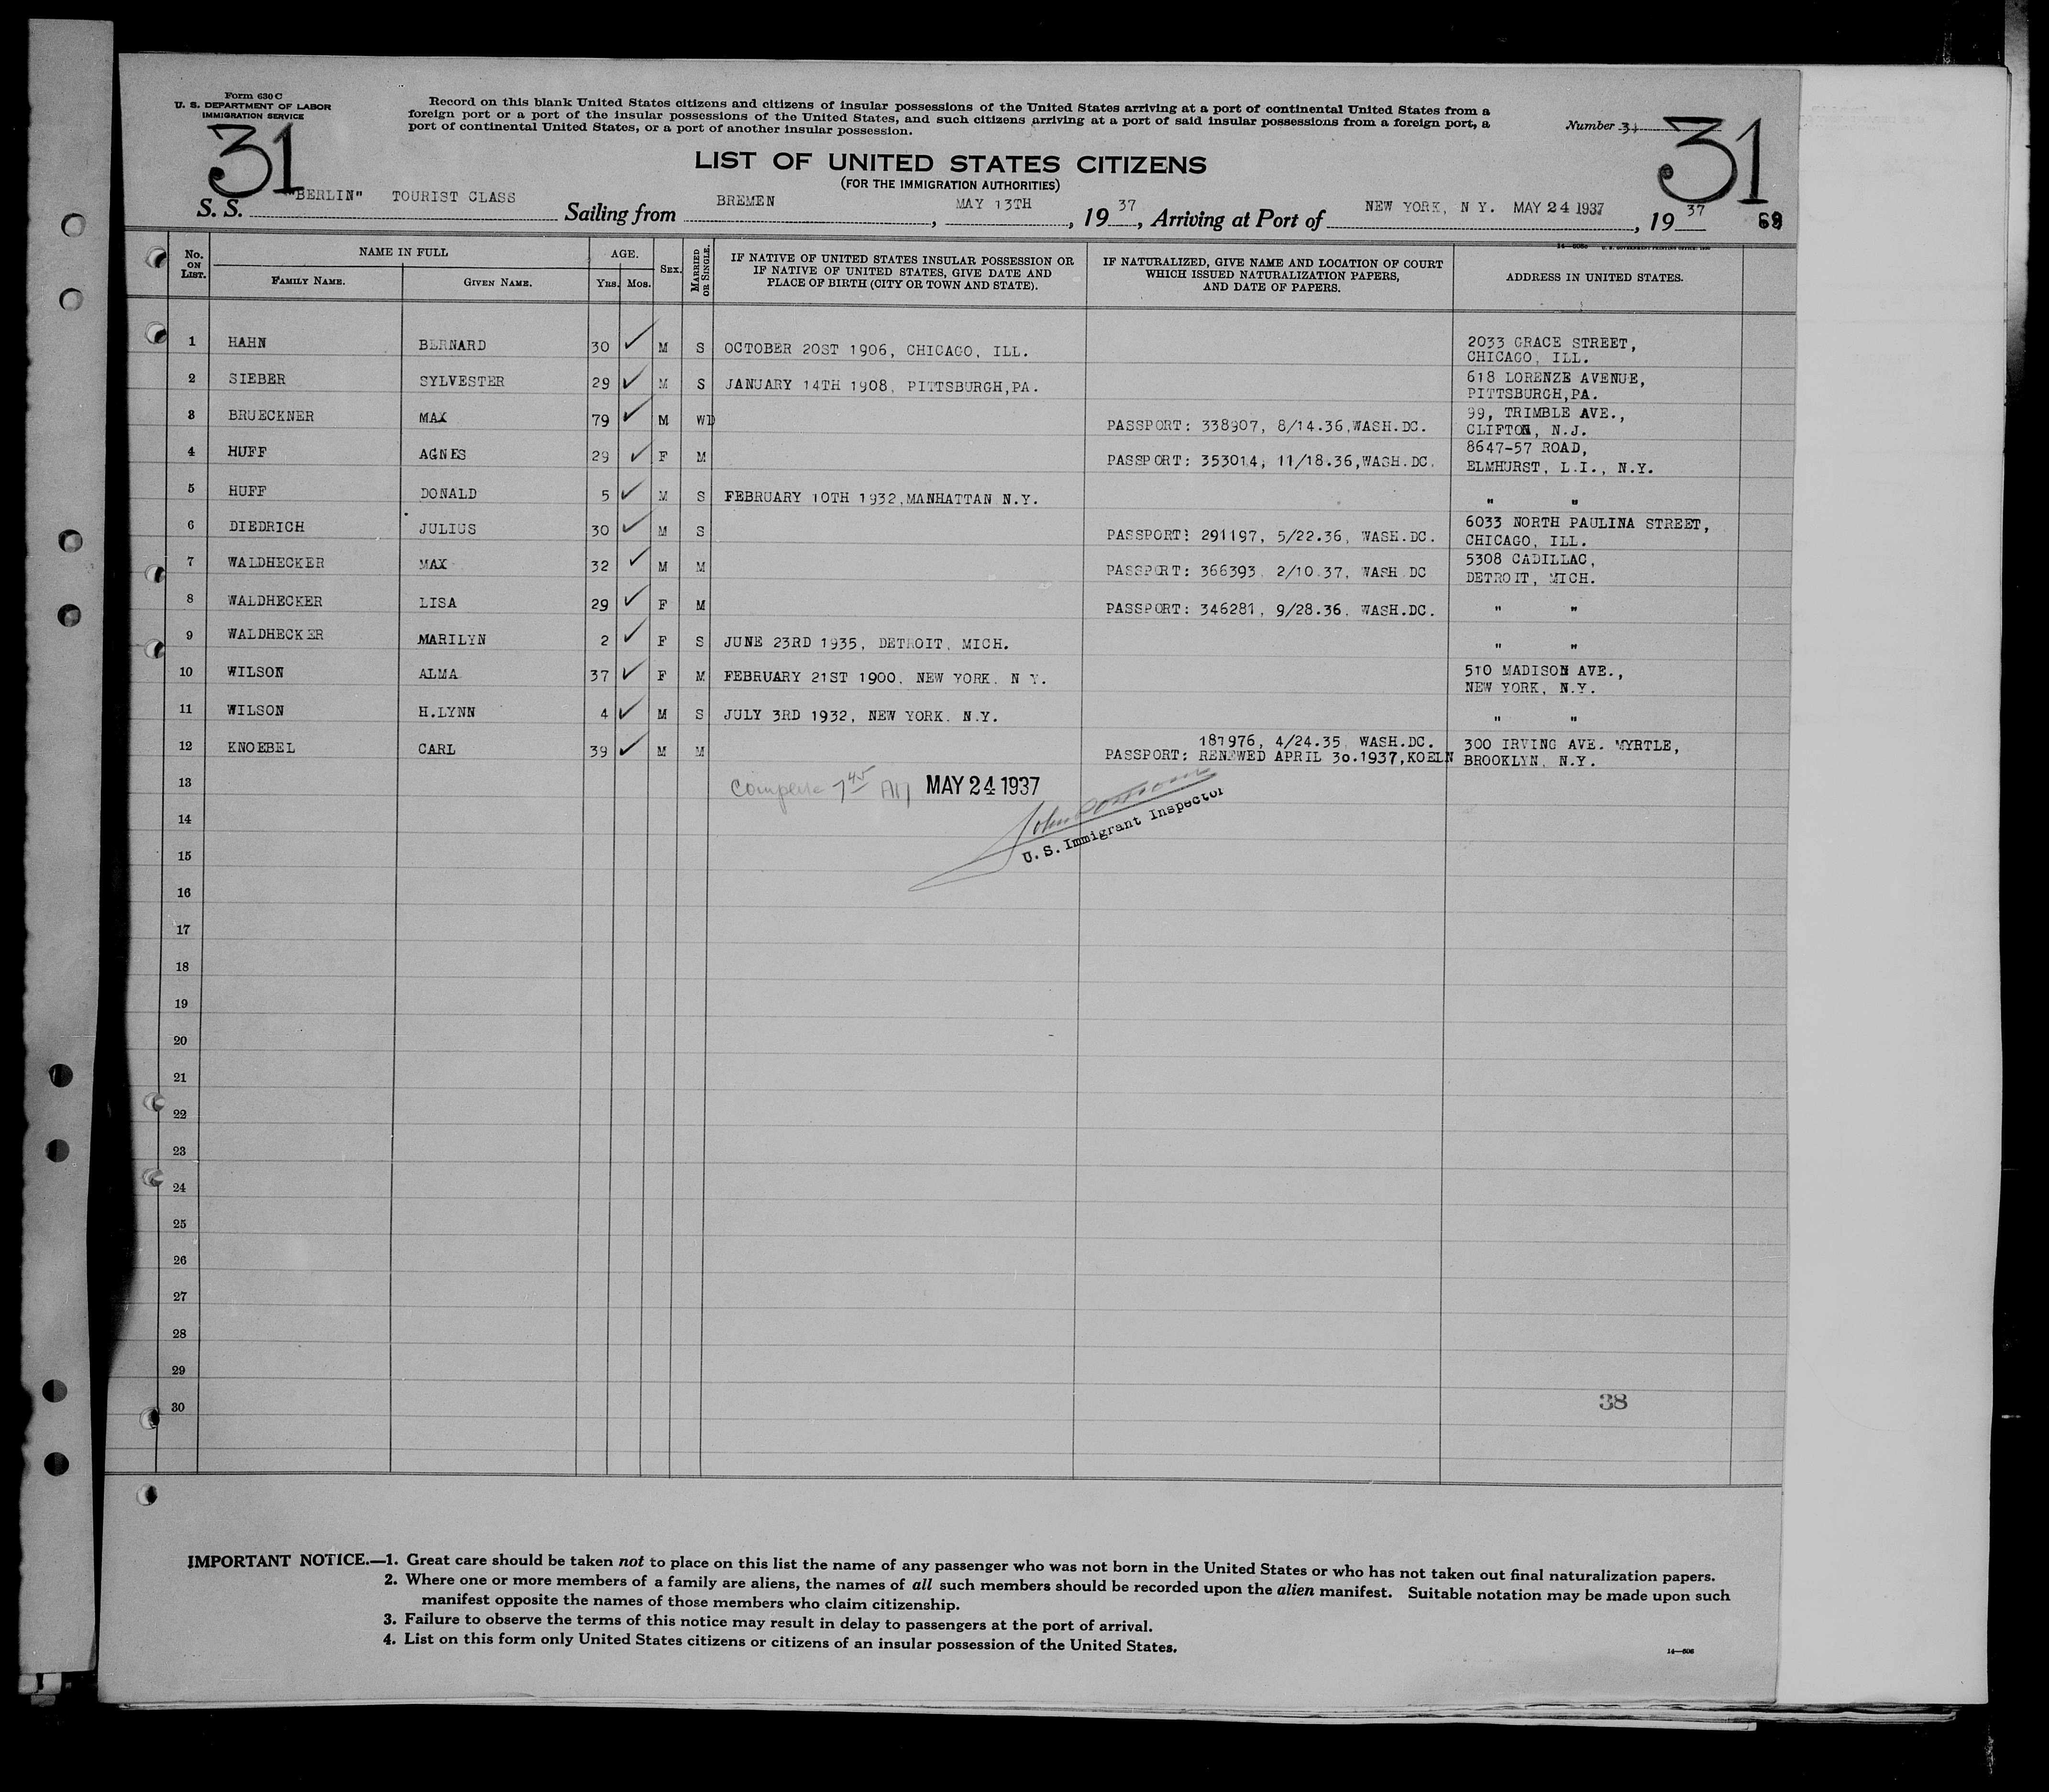 Form 630 C
U. S. DEPARTMENT OF LABOR
IMMIGRATION SERVICE
31
Record on this blank United States citizens and citizens of insular possessions of the United States arriving at a port of continental United States from a
foreign port or a port of the insular possessions of the United States, and such citizens arriving at a port of said insular possessions from a foreign port, a
port of continental United States, or a port of another insular possession.
Number 31
31
LIST OF UNITED STATES CITIZENS
(FOR THE IMMIGRATION AUTHORITIES)
S. S. "BERLIN" TOURIST CLASS Sailing from BREMEN, MAY 13TH, 1937, Arriving at Port of NEW YORK, N Y. MAY 24 1937, 1937
No. ON LIST.
NAME IN FULL
FAMILY NAME. GIVEN NAME.
AGE.
YRS. MOS.
SEX.
MARRIED OR SINGLE.
IF NATIVE OF UNITED STATES INSULAR POSSESSION OR
IF NATIVE OF UNITED STATES, GIVE DATE AND
PLACE OF BIRTH (CITY OR TOWN AND STATE).
IF NATURALIZED, GIVE NAME AND LOCATION OF COURT
WHICH ISSUED NATURALIZATION PAPERS,
AND DATE OF PAPERS.
ADDRESS IN UNITED STATES.
1 HAHN BERNARD 30 ✓ M S OCTOBER 20ST 1906, CHICAGO, ILL. 2033 GRACE STREET,
CHICAGO, ILL.
2 SIEBER SYLVESTER 29 ✓ M S JANUARY 14TH 1908, PITTSBURGH,PA. 618 LORENZE AVENUE,
PITTSBURGH,PA.
3 BRUECKNER MAX 79 ✓ M WD PASSPORT: 338907, 8/14.36,WASH.DC. 99, TRIMBLE AVE.,
CLIFTON, N.J.
4 HUFF AGNES 29 ✓ F M PASSPORT: 353014, 11/18.36,WASH.DC. 8647-57 ROAD,
ELMHURST, L.I., N.Y.
5 HUFF DONALD 5 ✓ M S FEBRUARY 10TH 1932,MANHATTAN N.Y. " "
6 DIEDRICH JULIUS 30 ✓ M S PASSPORT: 291197, 5/22.36, WASH.DC. 6033 NORTH PAULINA STREET,
CHICAGO, ILL.
7 WALDHECKER MAX 32 ✓ M M PASSPORT: 366393, 2/10.37, WASH.DC 5308 CADILLAC,
DETROIT, MICH.
8 WALDHECKER LISA 29 ✓ F M PASSPORT: 346281, 9/28.36, WASH.DC. " "
9 WALDHECKER MARILYN 2 ✓ F S JUNE 23RD 1935, DETROIT, MICH. " "
10 WILSON ALMA 37 ✓ F M FEBRUARY 21ST 1900, NEW YORK, N Y. 510 MADISON AVE.,
NEW YORK, N.Y.
11 WILSON H.LYNN 4 ✓ M S JULY 3RD 1932, NEW YORK, N.Y. " "
12 KNOEBEL CARL 39 ✓ M M 187976, 4/24.35, WASH.DC.
PASSPORT: RENEWED APRIL 30.1937,KOELN 300 IRVING AVE. MYRTLE,
BROOKLYN, N.Y.
13 7 45 AM MAY 24 1937
John
U. S. Immigrant Inspector
14
15
16
17
18
19
20
21
22
23
24
25
26
27
28
29
30
38
IMPORTANT NOTICE.—1. Great care should be taken not to place on this list the name of any passenger who was not born in the United States or who has not taken out final naturalization papers.
2. Where one or more members of a family are aliens, the names of all such members should be recorded upon the alien manifest. Suitable notation may be made upon such
manifest opposite the names of those members who claim citizenship.
3. Failure to observe the terms of this notice may result in delay to passengers at the port of arrival.
4. List on this form only United States citizens or citizens of an insular possession of the United States.
14—606